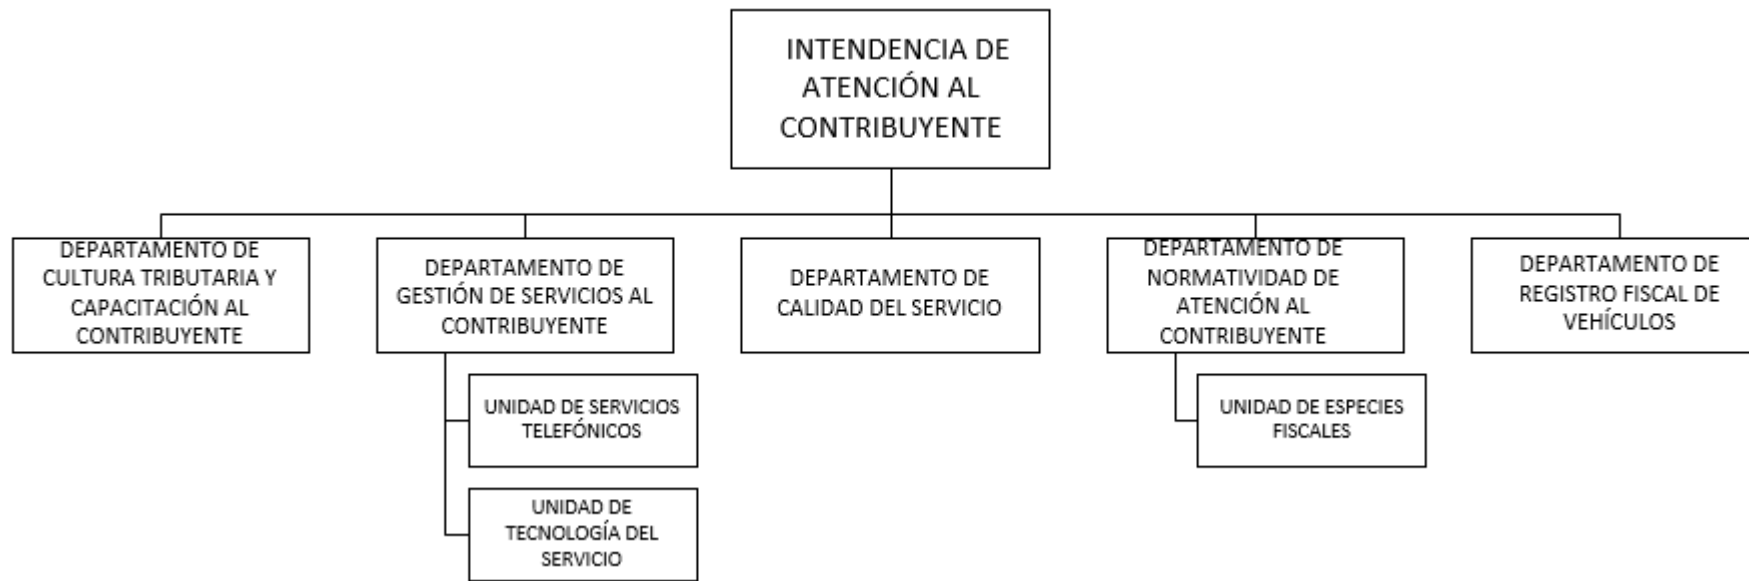 INTENDENCIA DE
ATENCIÓN AL
CONTRIBUYENTE
DEPARTAMENTO DE
CULTURA TRIBUTARIA Y
CAPACITACIÓN AL
CONTRIBUYENTE
DEPARTAMENTO DE
GESTIÓN DE SERVICIOS AL
CONTRIBUYENTE
DEPARTAMENTO DE
CALIDAD DEL SERVICIO
DEPARTAMENTO DE
NORMATIVIDAD DE
ATENCIÓN AL
CONTRIBUYENTE
DEPARTAMENTO DE
REGISTRO FISCAL DE
VEHÍCULOS
UNIDAD DE SERVICIOS
TELEFÓNICOS
UNIDAD DE ESPECIES
FISCALES
UNIDAD DE
TECNOLOGÍA DEL
SERVICIO